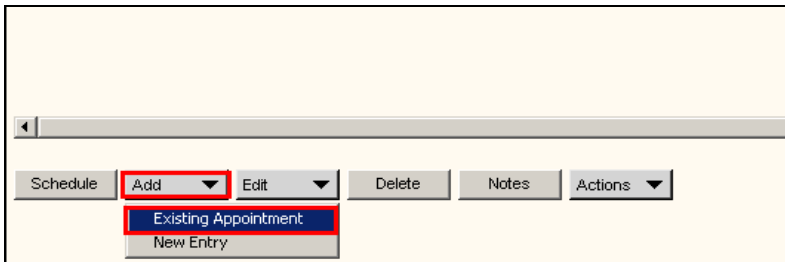 Schedule Add Edit Delete Notes Actions
Existing Appointment
New Entry